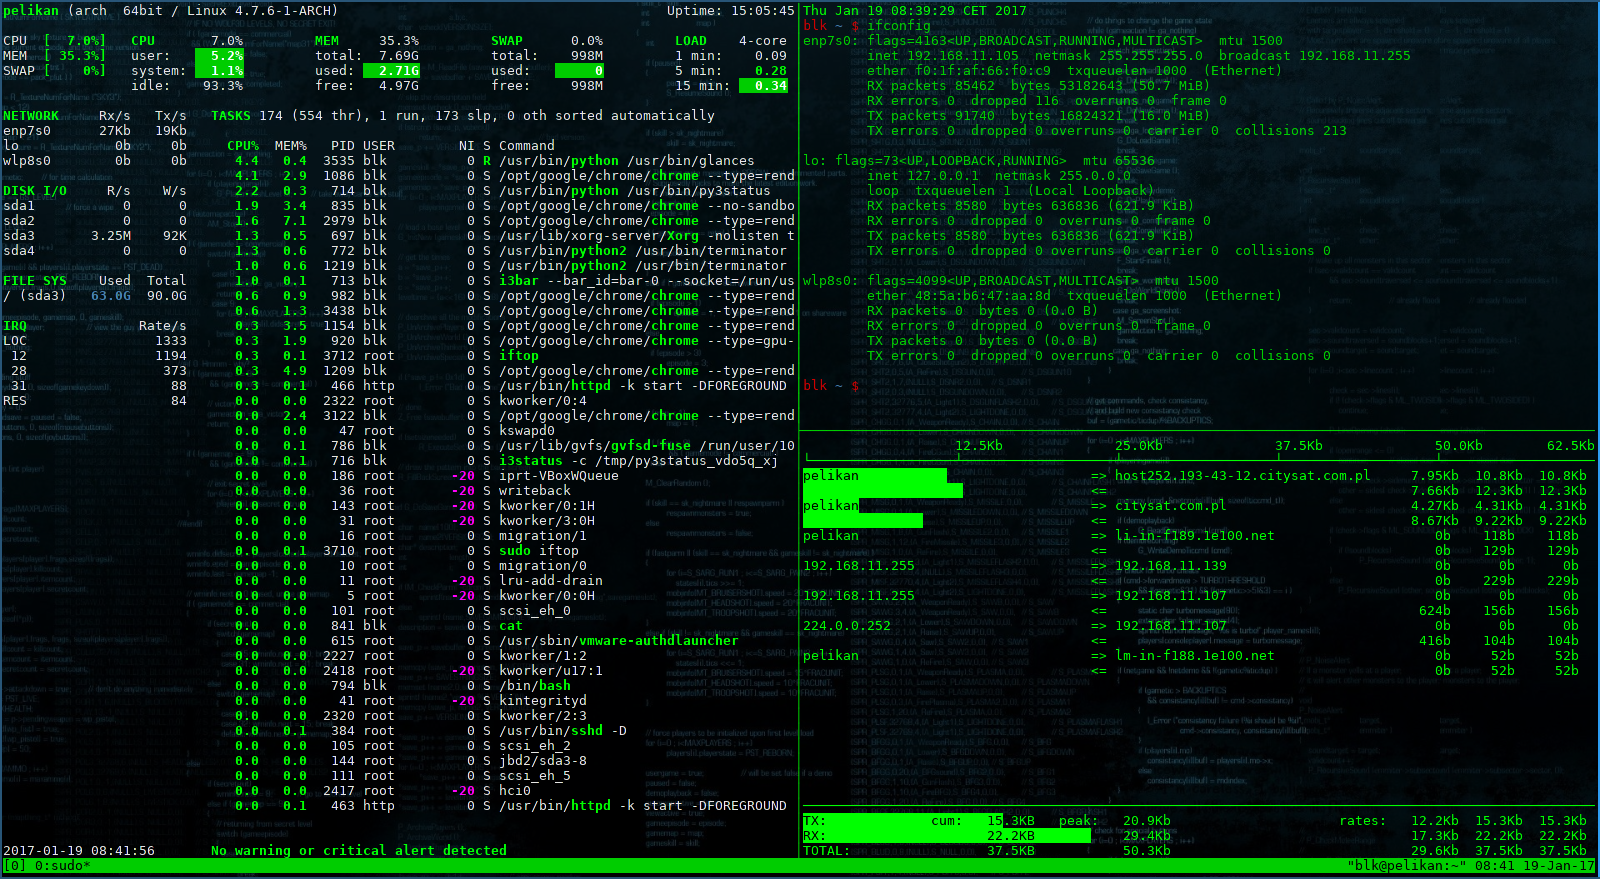 pelikan (arch  64bit / Linux 4.7.6-1-ARCH)    Uptime: 15:05:45
CPU  [  7.0%]   CPU       7.0%   MEM     35.3%   SWAP      0.0%   LOAD    4-core
MEM  [ 35.3%]   user:     5.2%   total:  7.69G   total:    998M   1 min:    0.09
SWAP [    0%]   system:   1.1%   used:   2.71G   used:        0   5 min:    0.28
idle:    93.3%   free:   4.97G   free:     998M   15 min:   0.34
NETWORK     Rx/s   Tx/s   TASKS 174 (554 thr), 1 run, 173 slp, 0 oth sorted automatically
enp7s0      27Kb   19Kb
lo            0b     0b     CPU%  MEM%   PID USER        NI S Command
wlp8s0        0b     0b      4.4   0.4  3535 blk          0 R /usr/bin/python /usr/bin/glances
4.1   2.9  1086 blk          0 S /opt/google/chrome/chrome --type=rend
DISK I/O     R/s    W/s      2.2   0.3   714 blk          0 S /usr/bin/python /usr/bin/py3status
sda1           0      0      1.9   3.4   835 blk          0 S /opt/google/chrome/chrome --no-sandbo
sda2           0      0      1.6   7.1  2979 blk          0 S /opt/google/chrome/chrome --type=rend
sda3       3.25M    92K      1.3   0.5   697 blk          0 S /usr/lib/xorg-server/Xorg -nolisten t
sda4           0      0      1.3   0.6   772 blk          0 S /usr/bin/python2 /usr/bin/terminator
1.0   0.6  1219 blk          0 S /usr/bin/python2 /usr/bin/terminator
FILE SYS    Used  Total      1.0   0.1   713 blk          0 S i3bar --bar_id=bar-0 --socket=/run/us
/ (sda3)   63.0G  90.0G      0.6   0.9   982 blk          0 S /opt/google/chrome/chrome --type=rend
0.6   1.3  3438 blk          0 S /opt/google/chrome/chrome --type=rend
IRQ              Rate/s      0.3   3.5  1154 blk          0 S /opt/google/chrome/chrome --type=rend
LOC                1333      0.3   1.9   920 blk          0 S /opt/google/chrome/chrome --type=gpu-
12                 1194      0.3   0.1  3712 root         0 S iftop
28                  373      0.3   4.9  1209 blk          0 S /opt/google/chrome/chrome --type=rend
31                   88      0.3   0.1   466 http         0 S /usr/bin/httpd -k start -DFOREGROUND
RES                  84      0.0   0.0  2322 root         0 S kworker/0:4
0.0   2.4  3122 blk          0 S /opt/google/chrome/chrome --type=rend
0.0   0.0    47 root         0 S kswapd0
0.0   0.1   786 blk          0 S /usr/lib/gvfs/gvfsd-fuse /run/user/10
0.0   0.1   716 blk          0 S i3status -c /tmp/py3status_vdo5q_xj
0.0   0.0   186 root       -20 S iprt-VBoxWQueue
0.0   0.0    36 root       -20 S writeback
0.0   0.0   143 root       -20 S kworker/0:1H
0.0   0.0    31 root       -20 S kworker/3:0H
0.0   0.0    16 root         0 S migration/1
0.0   0.1  3710 root         0 S sudo iftop
0.0   0.0    10 root         0 S migration/0
0.0   0.0    11 root       -20 S lru-add-drain
0.0   0.0     5 root       -20 S kworker/0:0H
0.0   0.0   101 root         0 S scsi_eh_0
0.0   0.0   841 blk          0 S cat
0.0   0.0   615 root         0 S /usr/sbin/vmware-authdlauncher
0.0   0.0  2227 root         0 S kworker/1:2
0.0   0.0  2418 root       -20 S kworker/u17:1
0.0   0.0   794 blk          0 S /bin/bash
0.0   0.0    41 root       -20 S kintegrityd
0.0   0.0  2320 root         0 S kworker/2:3
0.0   0.1   384 root         0 S /usr/bin/sshd -D
0.0   0.0   105 root         0 S scsi_eh_2
0.0   0.0   144 root         0 S jbd2/sda3-8
0.0   0.0   111 root         0 S scsi_eh_5
0.0   0.0  2417 root       -20 S hci0
0.0   0.1   463 http         0 S /usr/bin/httpd -k start -DFOREGROUND
2017-01-19 08:41:56       No warning or critical alert detected
Thu Jan 19 08:39:29 CET 2017
blk ~ $ ifconfig
enp7s0: flags=4163<UP,BROADCAST,RUNNING,MULTICAST>  mtu 1500
inet 192.168.11.105  netmask 255.255.255.0  broadcast 192.168.11.255
ether f0:1f:af:66:f0:c9  txqueuelen 1000  (Ethernet)
RX packets 85462  bytes 53182643 (50.7 MiB)
RX errors 0  dropped 116  overruns 0  frame 0
TX packets 91740  bytes 16824321 (16.0 MiB)
TX errors 0  dropped 0 overruns 0  carrier 0  collisions 213
lo: flags=73<UP,LOOPBACK,RUNNING>  mtu 65536
inet 127.0.0.1  netmask 255.0.0.0
loop  txqueuelen 1  (Local Loopback)
RX packets 8580  bytes 636836 (621.9 KiB)
RX errors 0  dropped 0  overruns 0  frame 0
TX packets 8580  bytes 636836 (621.9 KiB)
TX errors 0  dropped 0 overruns 0  carrier 0  collisions 0
wlp8s0: flags=4099<UP,BROADCAST,MULTICAST>  mtu 1500
ether 48:5a:b6:47:aa:8d  txqueuelen 1000  (Ethernet)
RX packets 0  bytes 0 (0.0 B)
RX errors 0  dropped 0  overruns 0  frame 0
TX packets 0  bytes 0 (0.0 B)
TX errors 0  dropped 0 overruns 0  carrier 0  collisions 0
blk ~ $
12.5Kb   25.0Kb   37.5Kb   50.0Kb   62.5Kb
pelikan           => host252.193-43-12.citysat.com.pl   7.95Kb  10.8Kb  10.8Kb
<=   7.66Kb  12.3Kb  12.3Kb
pelikan           => citysat.com.pl   4.27Kb  4.31Kb  4.31Kb
<=   8.67Kb  9.22Kb  9.22Kb
pelikan           => li-in-f189.1e100.net   0b  118b  118b
<=   0b  129b  129b
192.168.11.255    => 192.168.11.139   0b  0b  0b
<=   0b  229b  229b
192.168.11.255    => 192.168.11.107   0b  0b  0b
<=   624b  156b  156b
224.0.0.252       => 192.168.11.107   0b  0b  0b
<=   416b  104b  104b
pelikan           => lm-in-f188.1e100.net   0b  52b  52b
<=   0b  52b  52b
TX:      cum:  15.3KB   peak:   20.9Kb   rates:   12.2Kb  15.3Kb  15.3Kb
RX:            22.2KB           29.4Kb            17.3Kb  22.2Kb  22.2Kb
TOTAL:         37.5KB           50.3Kb            29.6Kb  37.5Kb  37.5Kb
[0] 0:sudo*    "blk@pelikan:~" 08:41 19-Jan-17